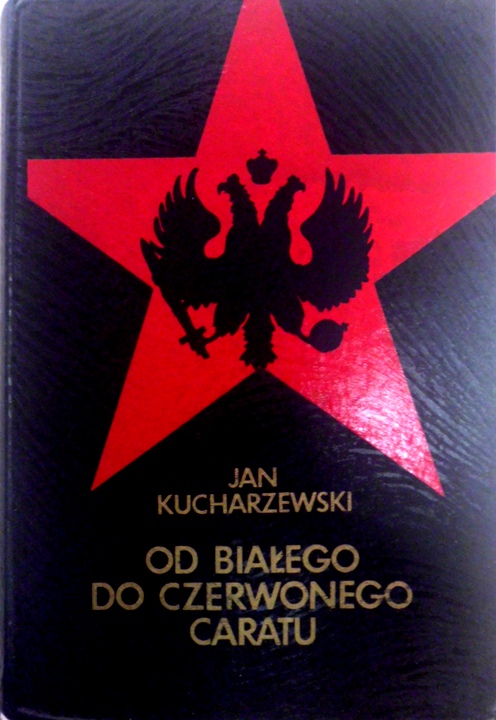 JAN
KUCHARZEWSKI
OD BIAŁEGO
DO CZERWONEGO
CARATU